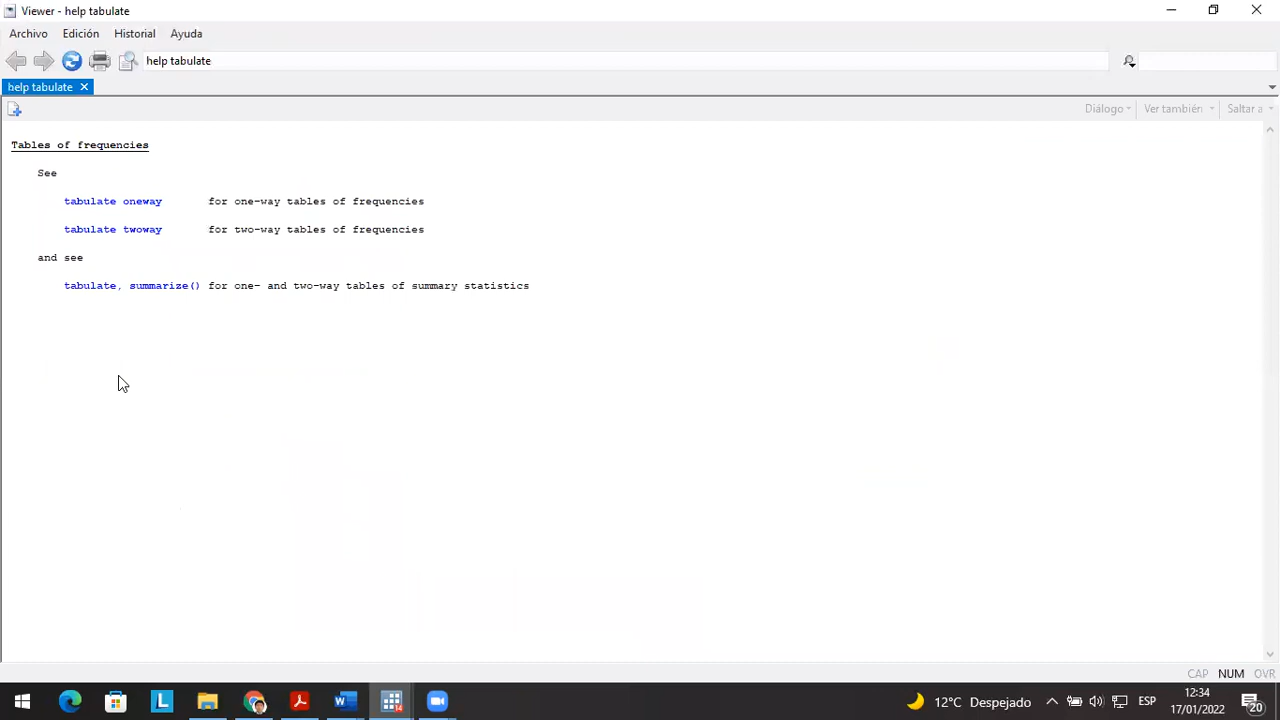 Viewer - help tabulate
Archivo Edición Historial Ayuda
help tabulate
help tabulate
Diálogo Ver también Saltar a
Tables of frequencies
See
tabulate oneway for one-way tables of frequencies
tabulate twoway for two-way tables of frequencies
and see
tabulate, summarize() for one- and two-way tables of summary statistics
CAP NUM OVR
L
14
12°C Despejado
ESP
12:34
17/01/2022
20